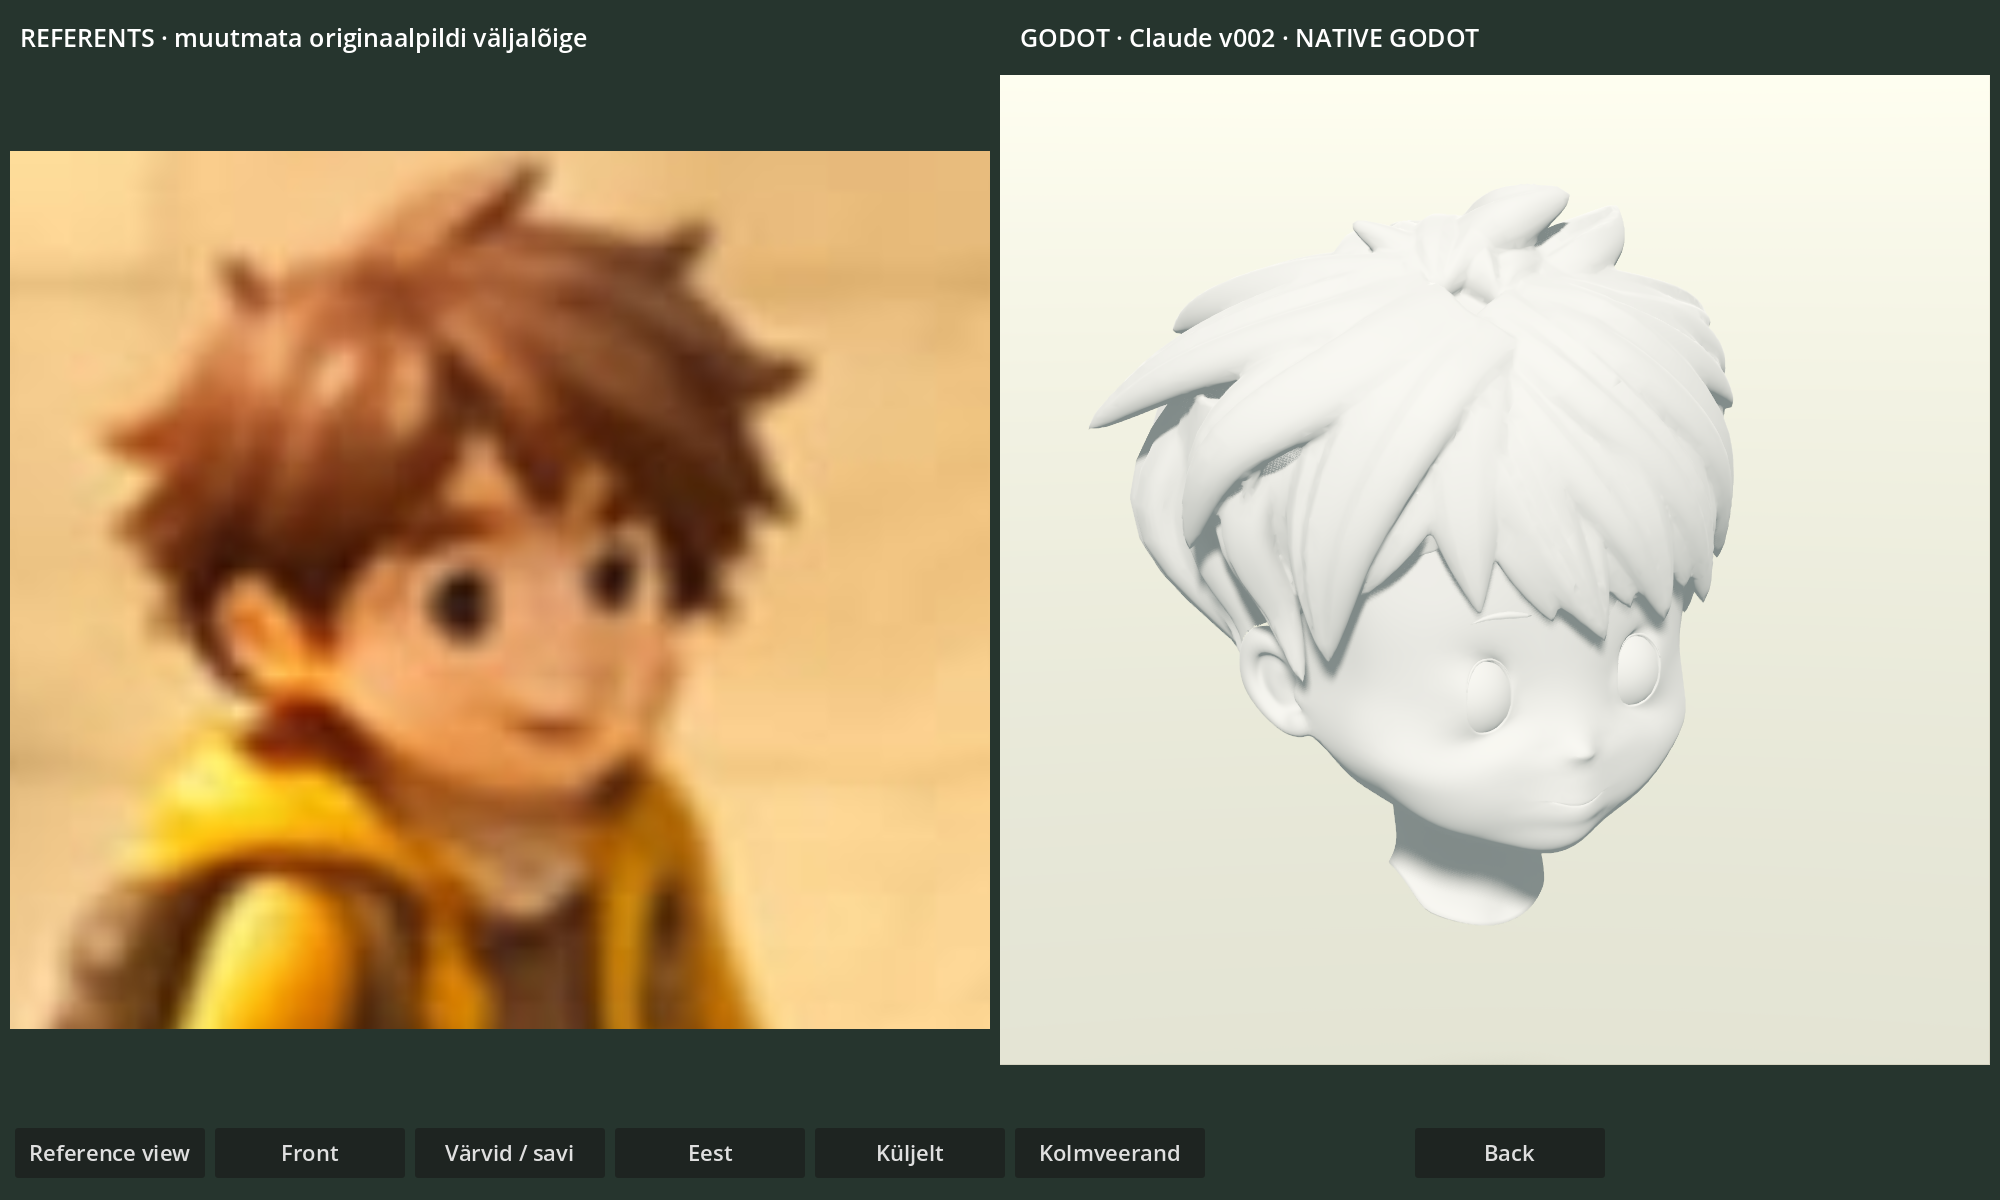 REFERENTS · muutmata originaalpildi väljalõige
GODOT · Claude v002 · NATIVE GODOT
Reference view
Front
Värvid / savi
Eest
Küljelt
Kolmveerand
Back